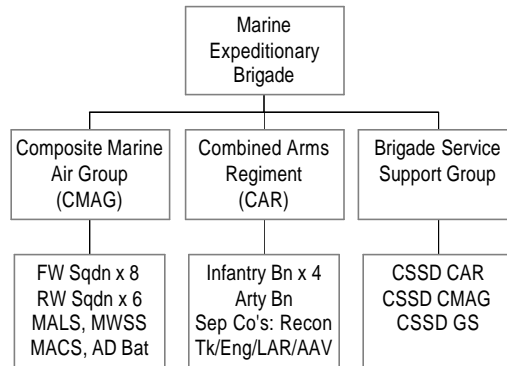 Marine
Expeditionary
Brigade
Composite Marine
Air Group
(CMAG)
Combined Arms
Regiment
(CAR)
Brigade Service
Support Group
FW Sqdn x 8
RW Sqdn x 6
MALS, MWSS
MACS, AD Bat
Infantry Bn x 4
Arty Bn
Sep Co's: Recon
Tk/Eng/LAR/AAV
CSSD CAR
CSSD CMAG
CSSD GS